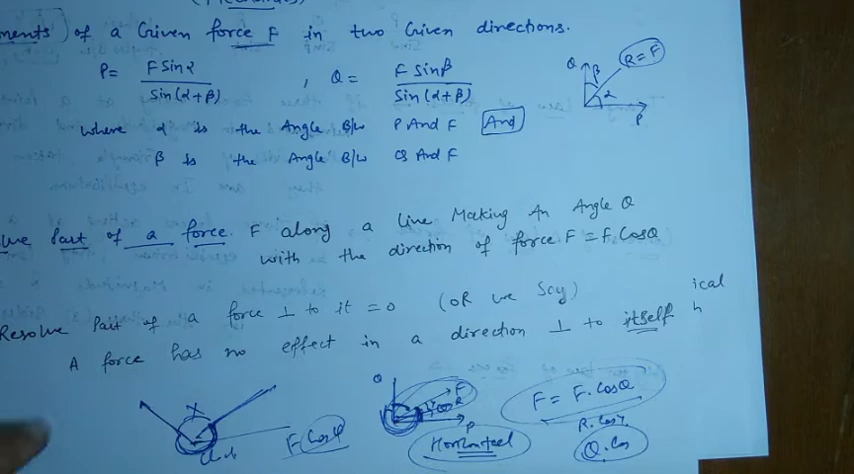 ments) of a Given force F in two Given directions.
P = F Sin α / Sin(α+β) , Q = F Sin β / Sin(α+β)
Q β R = F
α
P
where α is the Angle B/w P And F And
β is the Angle B/w Q And F
Part of a force F along a line Making An Angle θ
with the direction of force F = F. Cosθ
Resolve Part of a force ⊥ to it = 0 (OR we Say)
ical
A force has no effect in a direction ⊥ to itself
F Cos φ
Q
F
R
P
Horizontal
F = F. Cosθ
R. Cos
Q. Cos